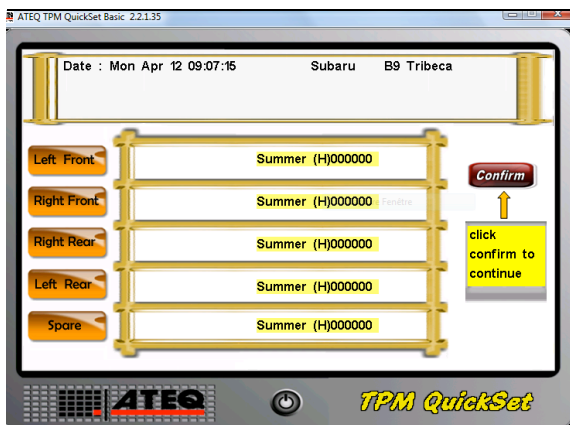 ATEQ TPM QuickSet Basic 2.2.1.35
Date : Mon Apr 12 09:07:15 Subaru B9 Tribeca
Left Front Summer (H)000000
Confirm
Right Front Summer (H)000000
Fenêtre
Right Rear Summer (H)000000
click
confirm to
continue
Left Rear Summer (H)000000
Spare Summer (H)000000
ATEQ
TPM QuickSet